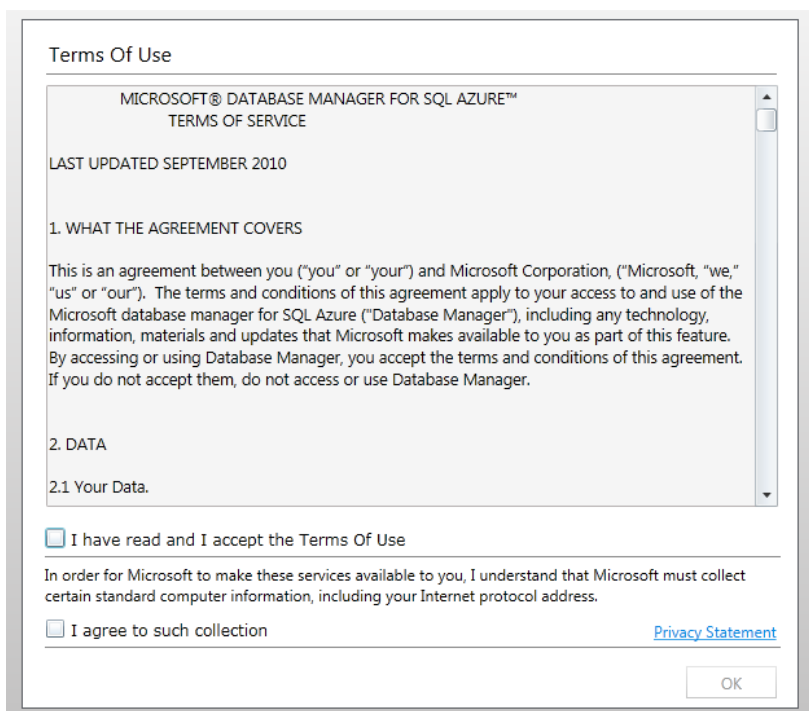 Terms Of Use
MICROSOFT® DATABASE MANAGER FOR SQL AZURE™
TERMS OF SERVICE
LAST UPDATED SEPTEMBER 2010
1. WHAT THE AGREEMENT COVERS
This is an agreement between you (“you” or “your”) and Microsoft Corporation, (“Microsoft, “we,”
“us” or “our”).  The terms and conditions of this agreement apply to your access to and use of the
Microsoft database manager for SQL Azure ("Database Manager"), including any technology,
information, materials and updates that Microsoft makes available to you as part of this feature.
By accessing or using Database Manager, you accept the terms and conditions of this agreement.
If you do not accept them, do not access or use Database Manager.
2. DATA
2.1 Your Data.
I have read and I accept the Terms Of Use
In order for Microsoft to make these services available to you, I understand that Microsoft must collect
certain standard computer information, including your Internet protocol address.
I agree to such collection
Privacy Statement
OK